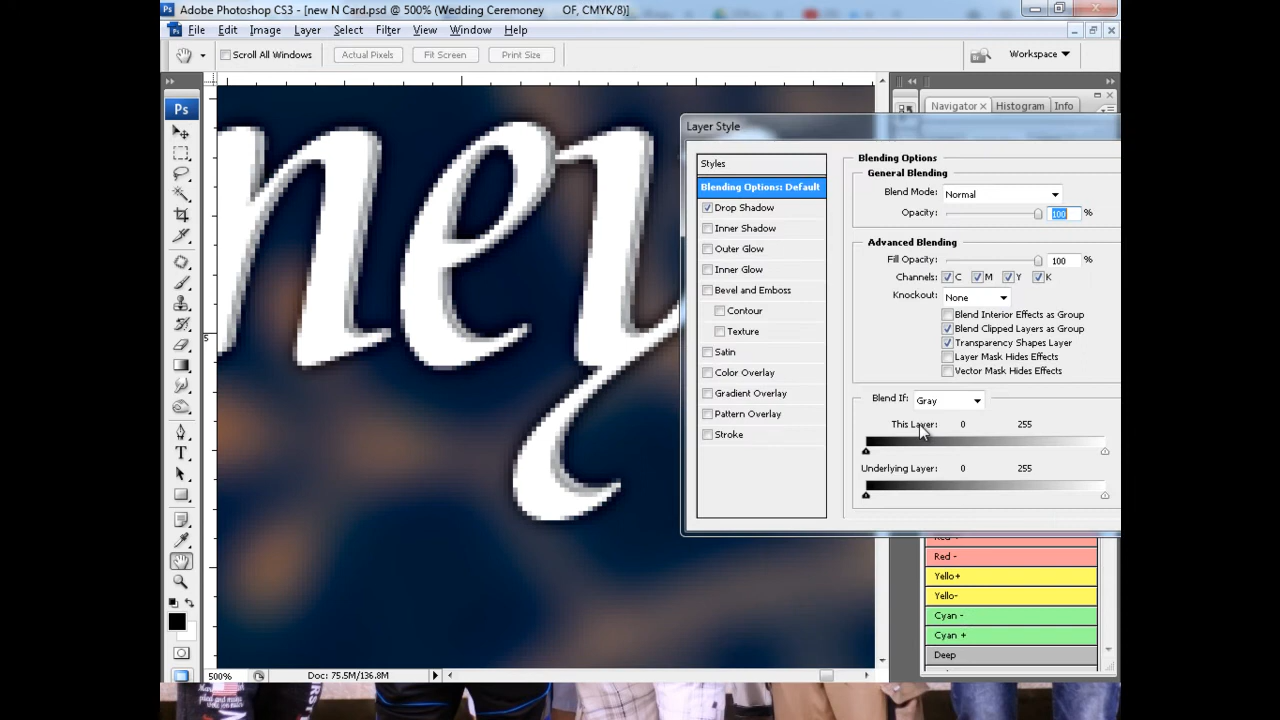 Adobe Photoshop CS3 - [new N Card.psd @ 500% (Wedding Ceremoney OF, CMYK/8)]
File Edit Image Layer Select Filter View Window Help
Scroll All Windows Actual Pixels Fit Screen Print Size Workspace
Ps
Navigator Histogram Info
ney
Layer Style
Styles
Blending Options: Default
Drop Shadow
Inner Shadow
Outer Glow
Inner Glow
Bevel and Emboss
Contour
Texture
Satin
Color Overlay
Gradient Overlay
Pattern Overlay
Stroke
Blending Options
General Blending
Blend Mode: Normal
Opacity: 100 %
Advanced Blending
Fill Opacity: 100 %
Channels: C M Y K
Knockout: None
Blend Interior Effects as Group
Blend Clipped Layers as Group
Transparency Shapes Layer
Layer Mask Hides Effects
Vector Mask Hides Effects
Blend If: Gray
This Layer: 0 255
Underlying Layer: 0 255
Red -
Yello+
Yello-
Cyan -
Cyan +
Deep
500% Doc: 75.5M/136.8M